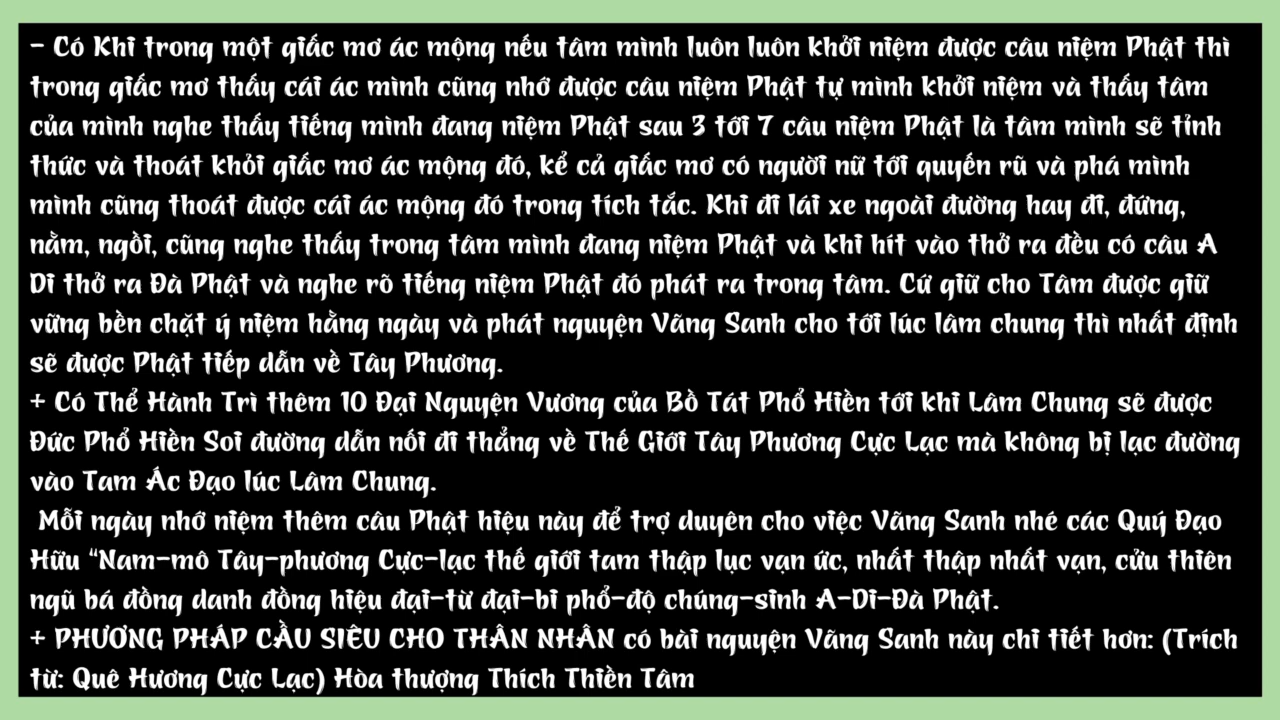 - Có Khi trong một giấc mơ ác mộng nếu tâm mình luôn luôn khởi niệm được câu niệm Phật thì
trong giấc mơ thấy cái ác mình cũng nhớ được câu niệm Phật tự mình khởi niệm và thấy tâm
của mình nghe thấy tiếng mình đang niệm Phật sau 3 tới 7 câu niệm Phật là tâm mình sẽ tỉnh
thức và thoát khỏi giấc mơ ác mộng đó, kể cả giấc mơ có người nữ tới quyến rũ và phá mình
mình cũng thoát được cái ác mộng đó trong tích tắc. Khi đi lái xe ngoài đường hay đi, đứng,
nằm, ngồi, cũng nghe thấy trong tâm mình đang niệm Phật và khi hít vào thở ra đều có câu A
Di thở ra Đà Phật và nghe rõ tiếng niệm Phật đó phát ra trong tâm. Cứ giữ cho Tâm được giữ
vững bền chặt ý niệm hằng ngày và phát nguyện Vãng Sanh cho tới lúc lâm chung thì nhất định
sẽ được Phật tiếp dẫn về Tây Phương.
+ Có Thể Hành Trì thêm 10 Đại Nguyện Vương của Bồ Tát Phổ Hiền tới khi Lâm Chung sẽ được
Đức Phổ Hiền Soi đường dẫn nối đi thẳng về Thế Giới Tây Phương Cực Lạc mà không bị lạc đường
vào Tam Ác Đạo lúc Lâm Chung.
Mỗi ngày nhớ niệm thêm câu Phật hiệu này để trợ duyên cho việc Vãng Sanh nhé các Quý Đạo
Hữu “Nam-mô Tây-phương Cực-lạc thế giới tam thập lục vạn ức, nhất thập nhất vạn, cửu thiên
ngũ bá đồng danh đồng hiệu đại-từ đại-bi phổ-độ chúng-sinh A-Di-Đà Phật.
+ PHƯƠNG PHÁP CẦU SIÊU CHO THÂN NHÂN có bài nguyện Vãng Sanh này chi tiết hơn: (Trích
từ: Quê Hương Cực Lạc) Hòa thượng Thích Thiền Tâm